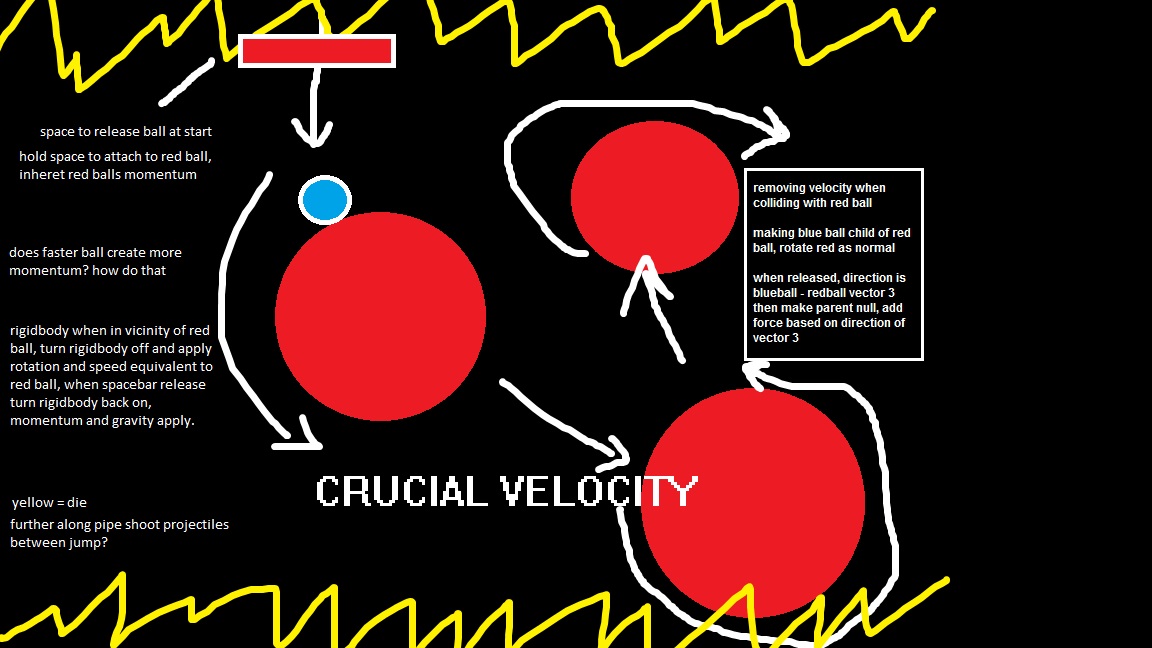 space to release ball at start
hold space to attach to red ball,
inheret red balls momentum
does faster ball create more
momentum? how do that
rigidbody when in vicinity of red
ball, turn rigidbody off and apply
rotation and speed equivalent to
red ball, when spacebar release
turn rigidbody back on,
momentum and gravity apply.
yellow = die
further along pipe shoot projectiles
between jump?
CRUCIAL VELOCITY
removing velocity when
colliding with red ball
making blue ball child of red
ball, rotate red as normal
when released, direction is
blueball - redball vector 3
then make parent null, add
force based on direction of
vector 3